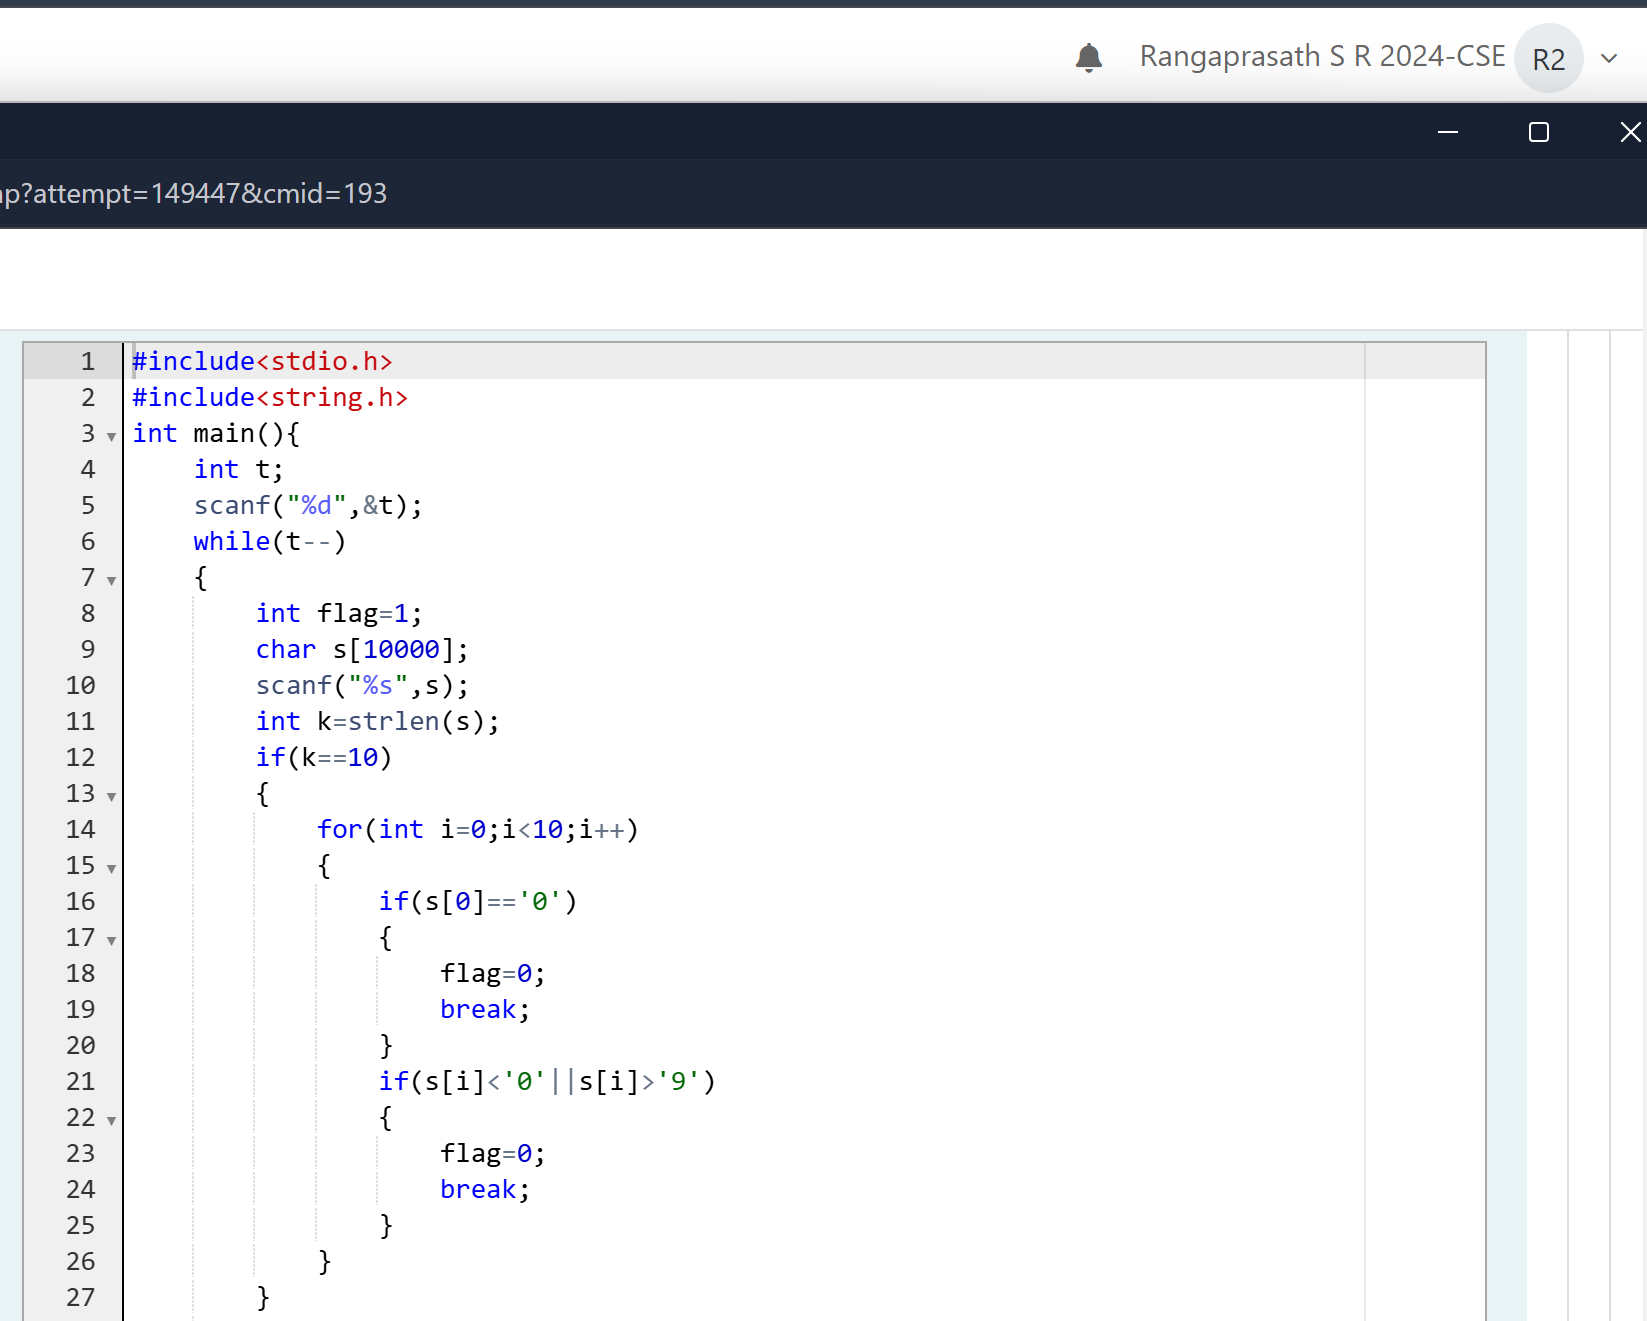 Rangaprasath S R 2024-CSE R2
p?attempt=149447&cmid=193
1 #include<stdio.h>
2 #include<string.h>
3 int main(){
4 int t;
5 scanf("%d",&t);
6 while(t--)
7 {
8 int flag=1;
9 char s[10000];
10 scanf("%s",s);
11 int k=strlen(s);
12 if(k==10)
13 {
14 for(int i=0;i<10;i++)
15 {
16 if(s[0]=='0')
17 {
18 flag=0;
19 break;
20 }
21 if(s[i]<'0'||s[i]>'9')
22 {
23 flag=0;
24 break;
25 }
26 }
27 }